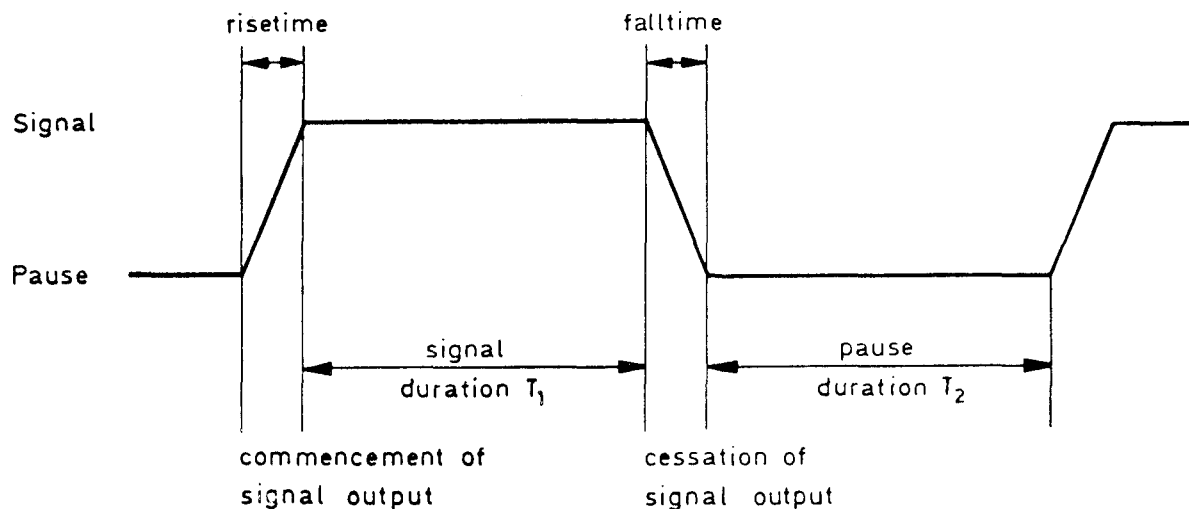 risetime
falltime
Signal
Pause
signal
duration T₁
pause
duration T₂
commencement of
signal output
cessation of
signal output